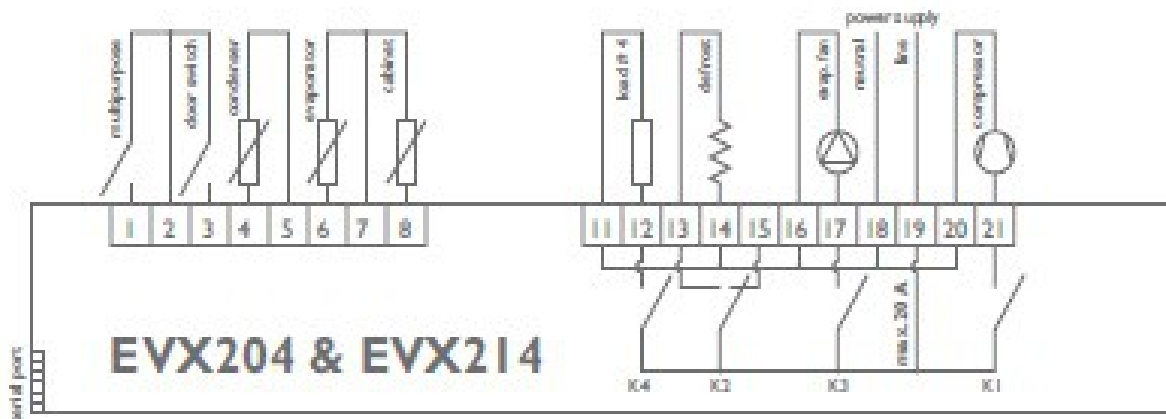 power supply
multipurpose
door switch
condenser
evaporator
cabinet
load n 4
defrost
evap. fan
neutral
line
compressor
1 2 3 4 5 6 7 8
11 12 13 14 15 16 17 18 19 20 21
max. 20 A
EVX204 & EVX214
K4 K2 K3 K1
serial port